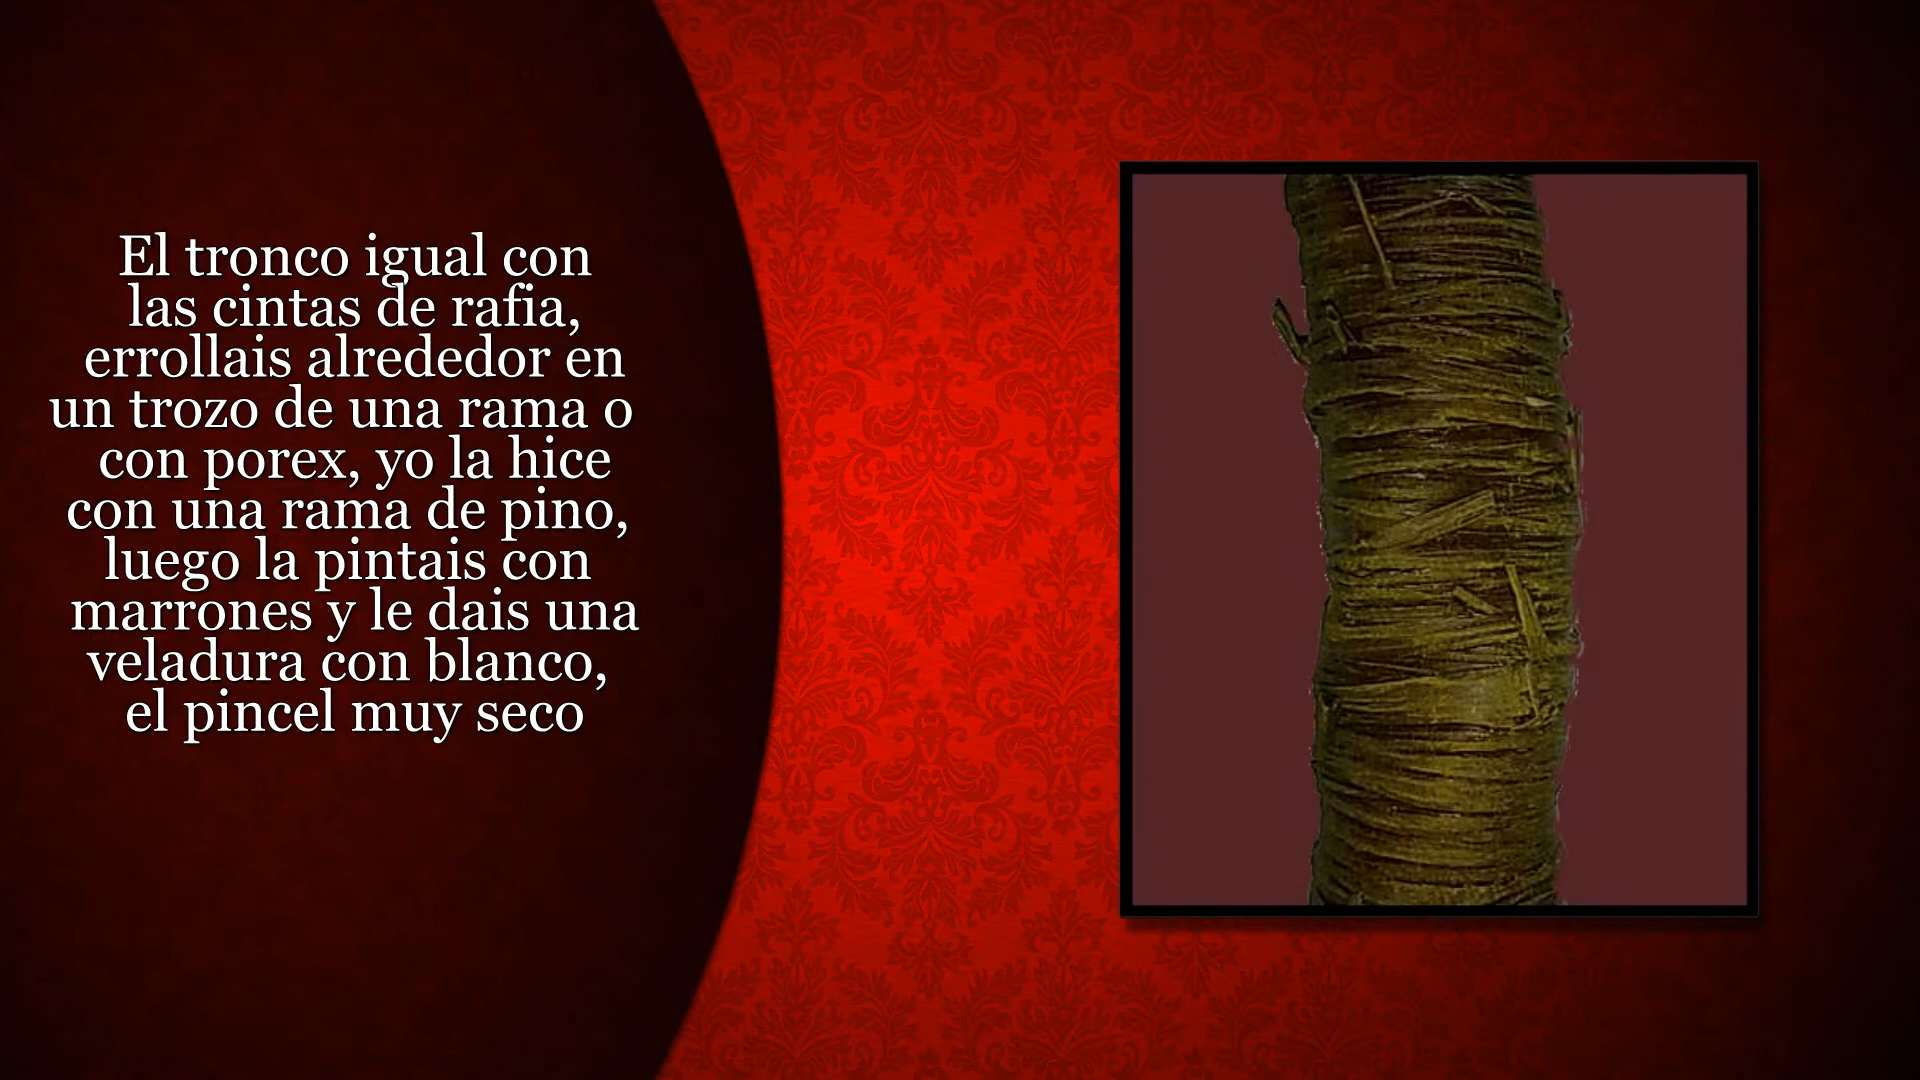 El tronco igual con
las cintas de rafia,
errollais alrededor en
un trozo de una rama o
con porex, yo la hice
con una rama de pino,
luego la pintais con
marrones y le dais una
veladura con blanco,
el pincel muy seco